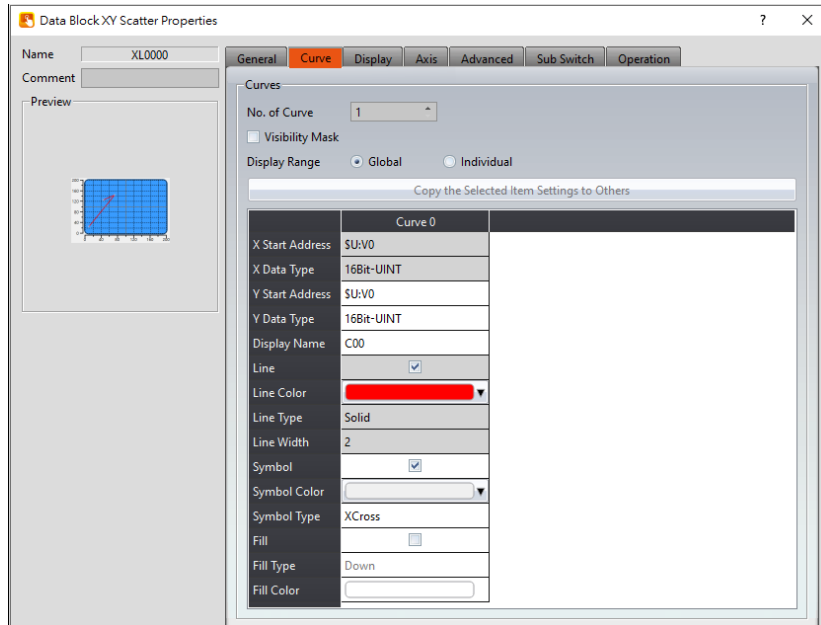 Data Block XY Scatter Properties ? ×
Name XL0000
Comment
Preview
General Curve Display Axis Advanced Sub Switch Operation
Curves
No. of Curve 1
Visibility Mask
Display Range Global Individual
Copy the Selected Item Settings to Others
Curve 0
X Start Address $U:V0
X Data Type 16Bit-UINT
Y Start Address $U:V0
Y Data Type 16Bit-UINT
Display Name C00
Line
Line Color
Line Type Solid
Line Width 2
Symbol
Symbol Color
Symbol Type XCross
Fill
Fill Type Down
Fill Color